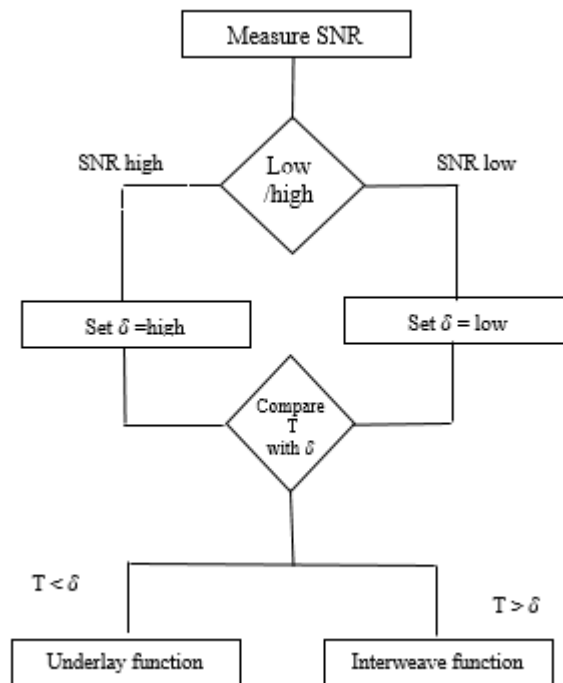 Measure SNR
SNR high
Low
/high
SNR low
Set δ =high
Set δ = low
Compare
T
with δ
T < δ
T > δ
Underlay function
Interweave function